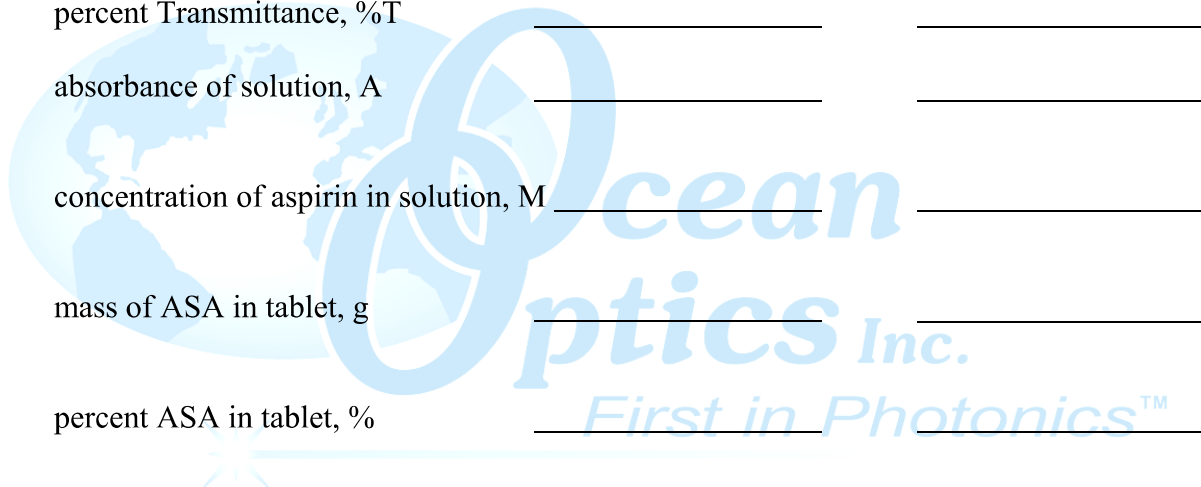 percent Transmittance, %T
absorbance of solution, A
concentration of aspirin in solution, M
Ocean
mass of ASA in tablet, g
Optics Inc.
percent ASA in tablet, %
First in Photonics™